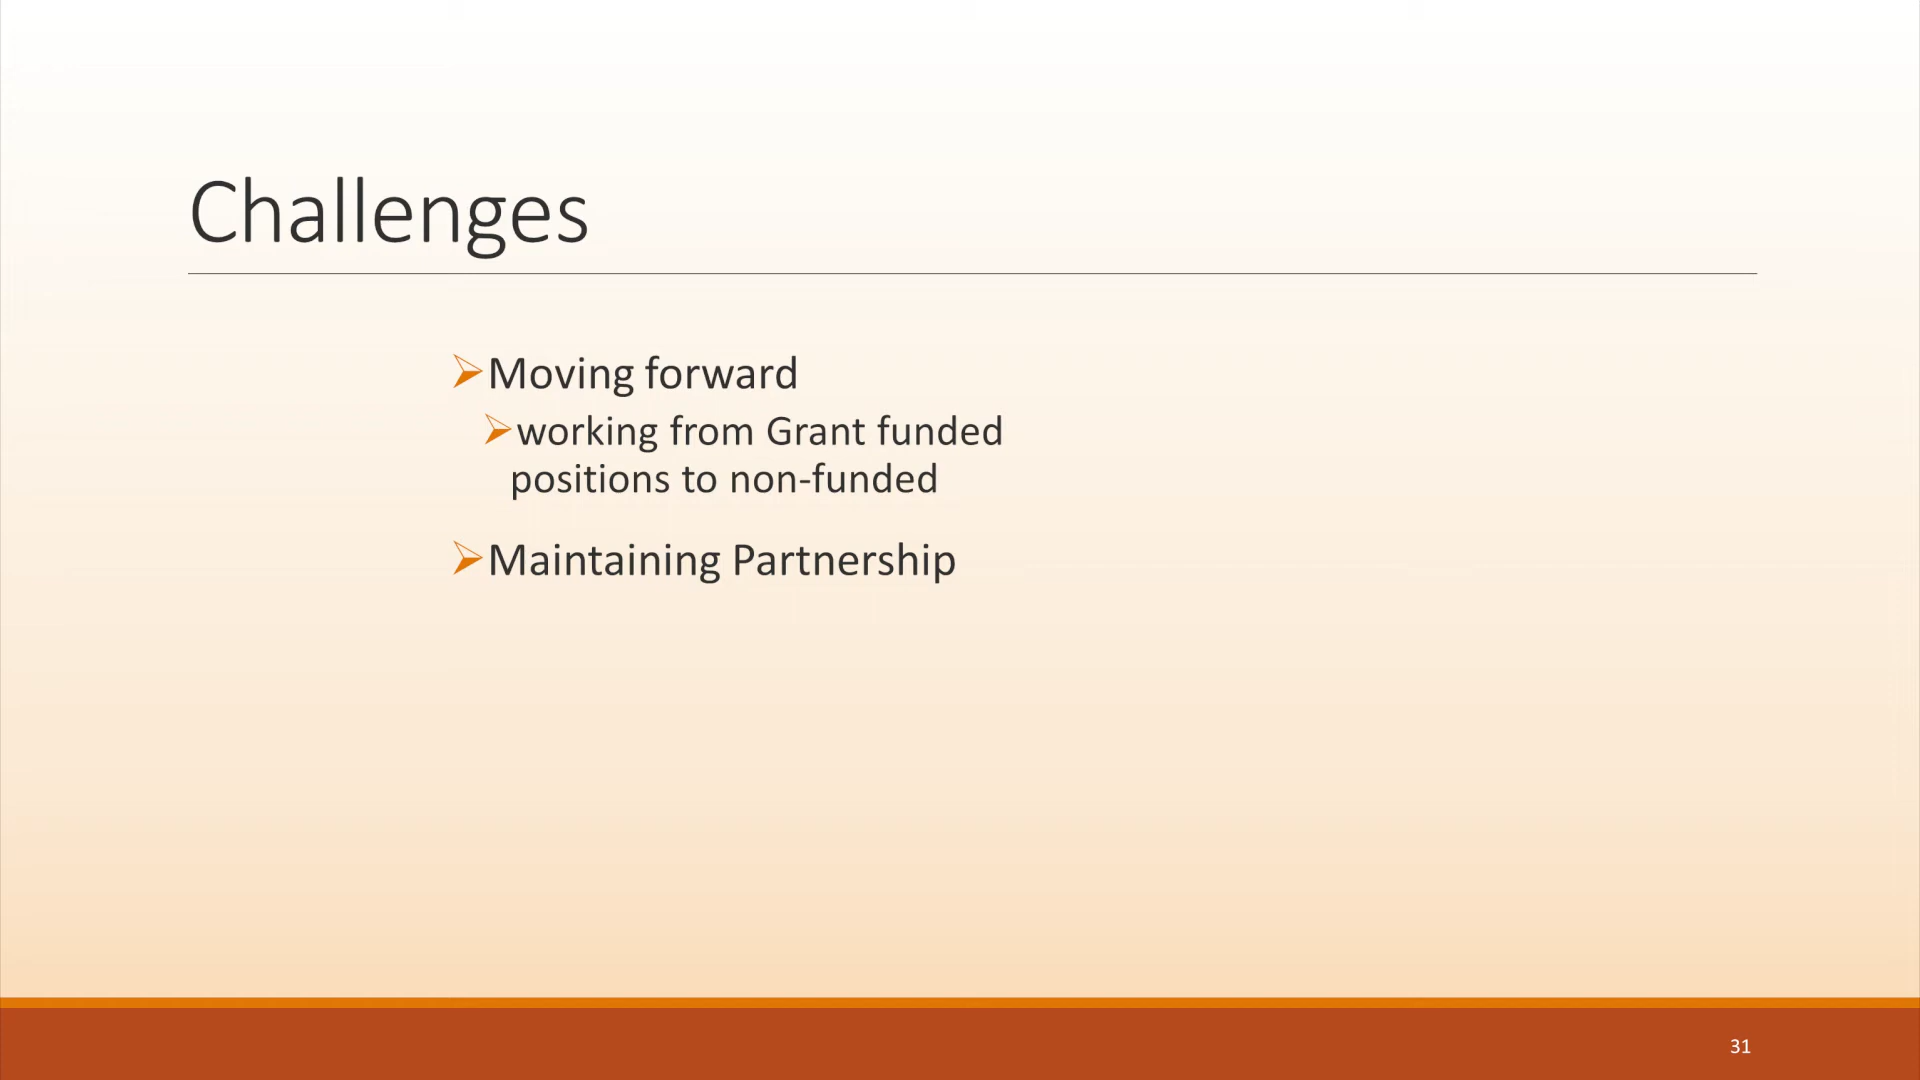 Challenges
Moving forward
working from Grant funded
positions to non-funded
Maintaining Partnership
31